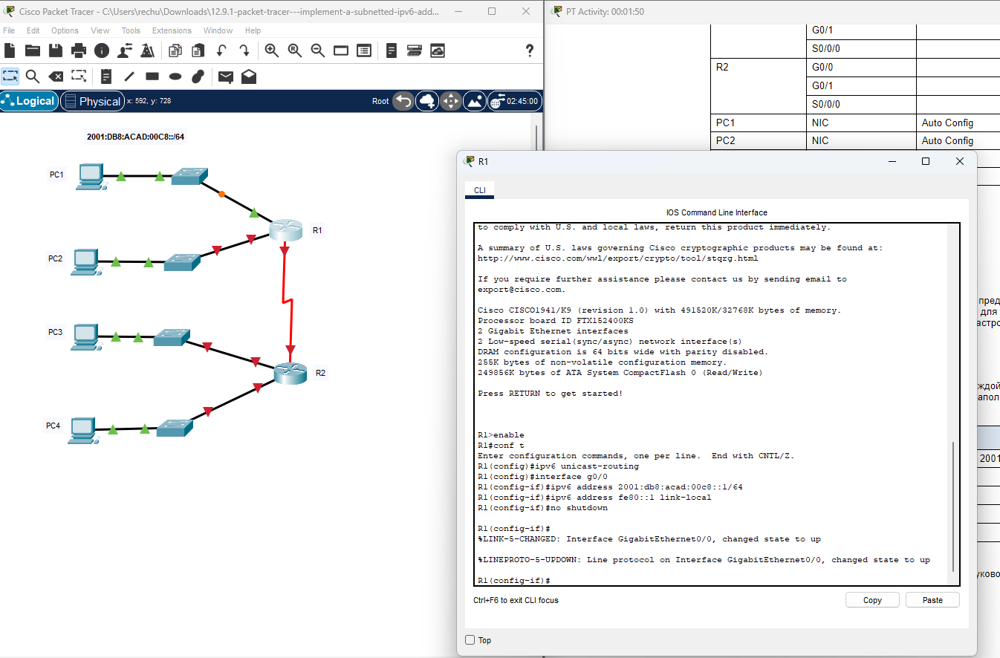 Cisco Packet Tracer - C:\Users\rechu\Downloads\12.9.1-packet-tracer---implement-a-subnetted-ipv6-add...
File Edit Options View Tools Extensions Window Help
?
Logical Physical x: 592, y: 728 Root 02:45:00
2001:DB8:ACAD:00C8::/64
PC1
R1
PC2
PC3
R2
PC4
PT Activity: 00:01:50
G0/1
S0/0/0
R2 G0/0
G0/1
S0/0/0
PC1 NIC Auto Config
PC2 NIC Auto Config
R1
CLI
IOS Command Line Interface
to comply with U.S. and local laws, return this product immediately.
A summary of U.S. laws governing Cisco cryptographic products may be found at:
http://www.cisco.com/wwl/export/crypto/tool/stqrg.html
If you require further assistance please contact us by sending email to
export@cisco.com.
Cisco CISCO1941/K9 (revision 1.0) with 491520K/32768K bytes of memory.
Processor board ID FTX152400KS
2 Gigabit Ethernet interfaces
2 Low-speed serial(sync/async) network interface(s)
DRAM configuration is 64 bits wide with parity disabled.
255K bytes of non-volatile configuration memory.
249856K bytes of ATA System CompactFlash 0 (Read/Write)
Press RETURN to get started!
R1>enable
R1#conf t
Enter configuration commands, one per line.  End with CNTL/Z.
R1(config)#ipv6 unicast-routing
R1(config)#interface g0/0
R1(config-if)#ipv6 address 2001:db8:acad:00c8::1/64
R1(config-if)#ipv6 address fe80::1 link-local
R1(config-if)#no shutdown
R1(config-if)#
%LINK-5-CHANGED: Interface GigabitEthernet0/0, changed state to up
%LINEPROTO-5-UPDOWN: Line protocol on Interface GigabitEthernet0/0, changed state to up
R1(config-if)#
Ctrl+F6 to exit CLI focus
Copy Paste
Top
пред
для
астро
ждой
апол
2001
уково